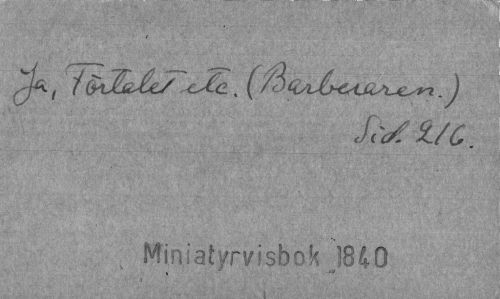 Ja, Förtalet etc. (Barberaren.)
Sid. 216.
Miniatyrvisbok 1840